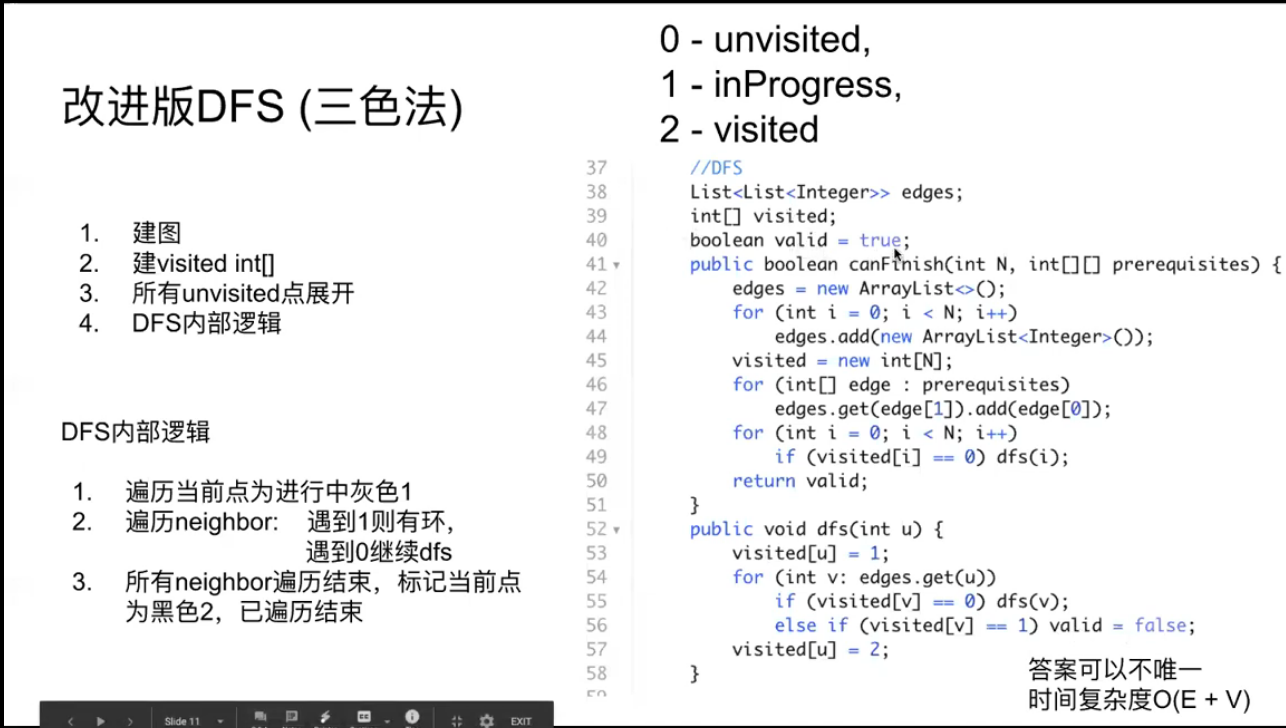 改进版DFS (三色法)
1. 建图
2. 建visited int[]
3. 所有unvisited点展开
4. DFS内部逻辑
DFS内部逻辑
1. 遍历当前点为进行中灰色1
2. 遍历neighbor: 遇到1则有环，
遇到0继续dfs
3. 所有neighbor遍历结束，标记当前点
为黑色2，已遍历结束
0 - unvisited,
1 - inProgress,
2 - visited
37 //DFS
38 List<List<Integer>> edges;
39 int[] visited;
40 boolean valid = true;
41 public boolean canFinish(int N, int[][] prerequisites) {
42 edges = new ArrayList<>();
43 for (int i = 0; i < N; i++)
44 edges.add(new ArrayList<Integer>());
45 visited = new int[N];
46 for (int[] edge : prerequisites)
47 edges.get(edge[1]).add(edge[0]);
48 for (int i = 0; i < N; i++)
49 if (visited[i] == 0) dfs(i);
50 return valid;
51 }
52 public void dfs(int u) {
53 visited[u] = 1;
54 for (int v: edges.get(u))
55 if (visited[v] == 0) dfs(v);
56 else if (visited[v] == 1) valid = false;
57 visited[u] = 2;
58 }
答案可以不唯一
时间复杂度O(E + V)
Slide 11 EXIT